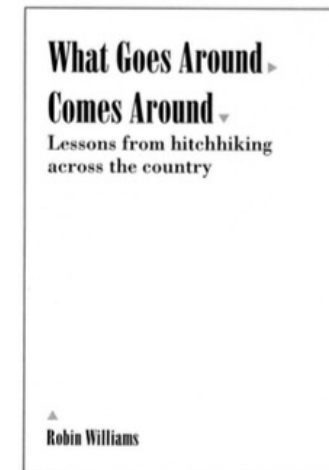 What Goes Around
Comes Around
Lessons from hitchhiking
across the country
Robin Williams